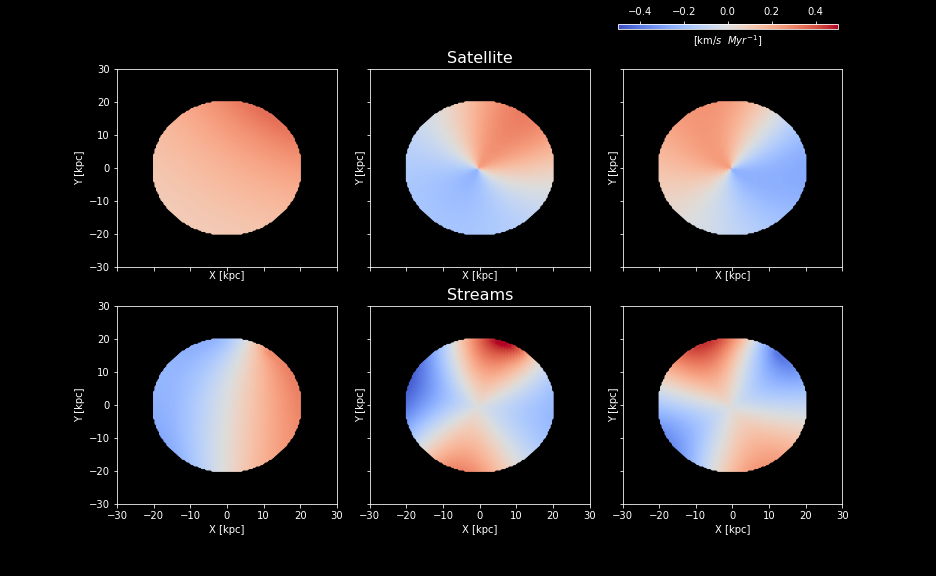 −0.4 −0.2 0.0 0.2 0.4
[km/s Myr⁻¹]
Satellite
30
20
10
0
−10
−20
−30
Y [kpc]
Y [kpc]
Y [kpc]
X [kpc] X [kpc] X [kpc]
Streams
30
20
10
0
−10
−20
−30
Y [kpc]
Y [kpc]
Y [kpc]
−30 −20 −10 0 10 20 30 −30 −20 −10 0 10 20 30 −30 −20 −10 0 10 20 30
X [kpc] X [kpc] X [kpc]